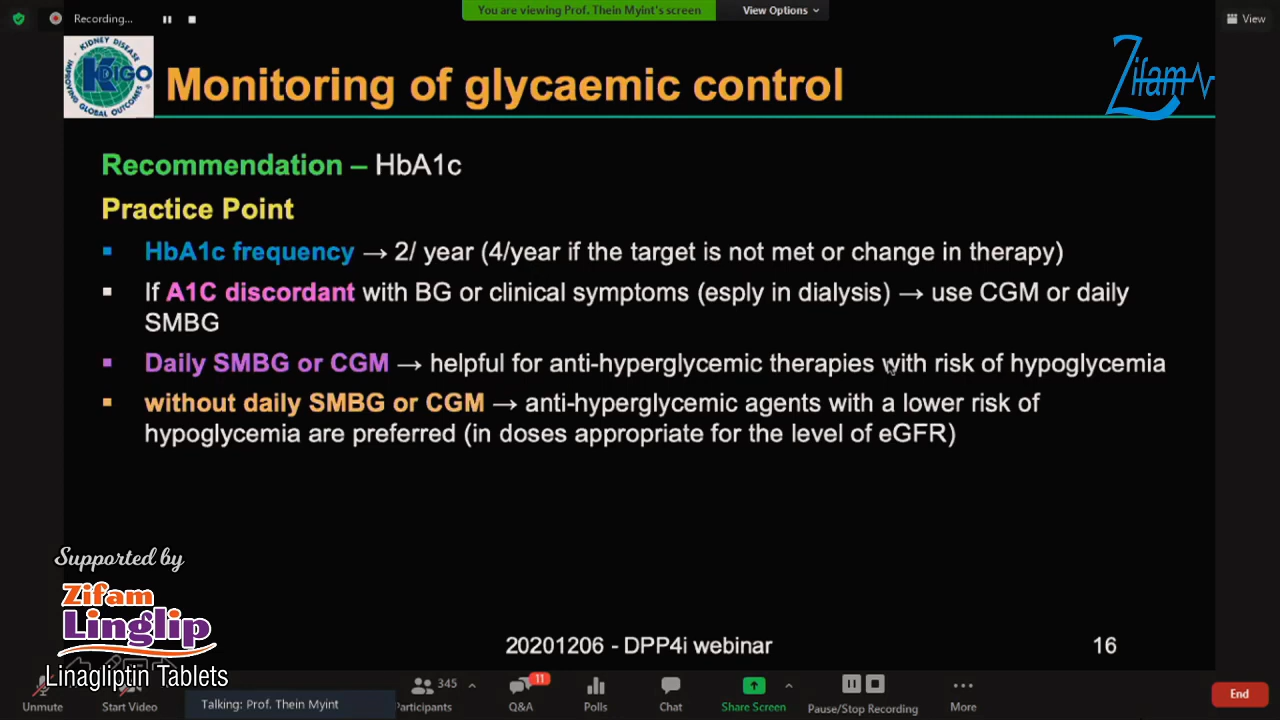 Recording...
You are viewing Prof. Thein Myint's screen
View Options
View
KIDNEY DISEASE
KDIGO
IMPROVING GLOBAL OUTCOMES
Monitoring of glycaemic control
Zifam
Recommendation – HbA1c
Practice Point
▪ HbA1c frequency → 2/ year (4/year if the target is not met or change in therapy)
▪ If A1C discordant with BG or clinical symptoms (esply in dialysis) → use CGM or daily
SMBG
▪ Daily SMBG or CGM → helpful for anti-hyperglycemic therapies with risk of hypoglycemia
▪ without daily SMBG or CGM → anti-hyperglycemic agents with a lower risk of
hypoglycemia are preferred (in doses appropriate for the level of eGFR)
Supported by
Zifam
Linglip
Linagliptin Tablets
20201206 - DPP4i webinar
16
Unmute
Start Video
Talking: Prof. Thein Myint
345
Participants
11
Q&A
Polls
Chat
Share Screen
Pause/Stop Recording
More
End